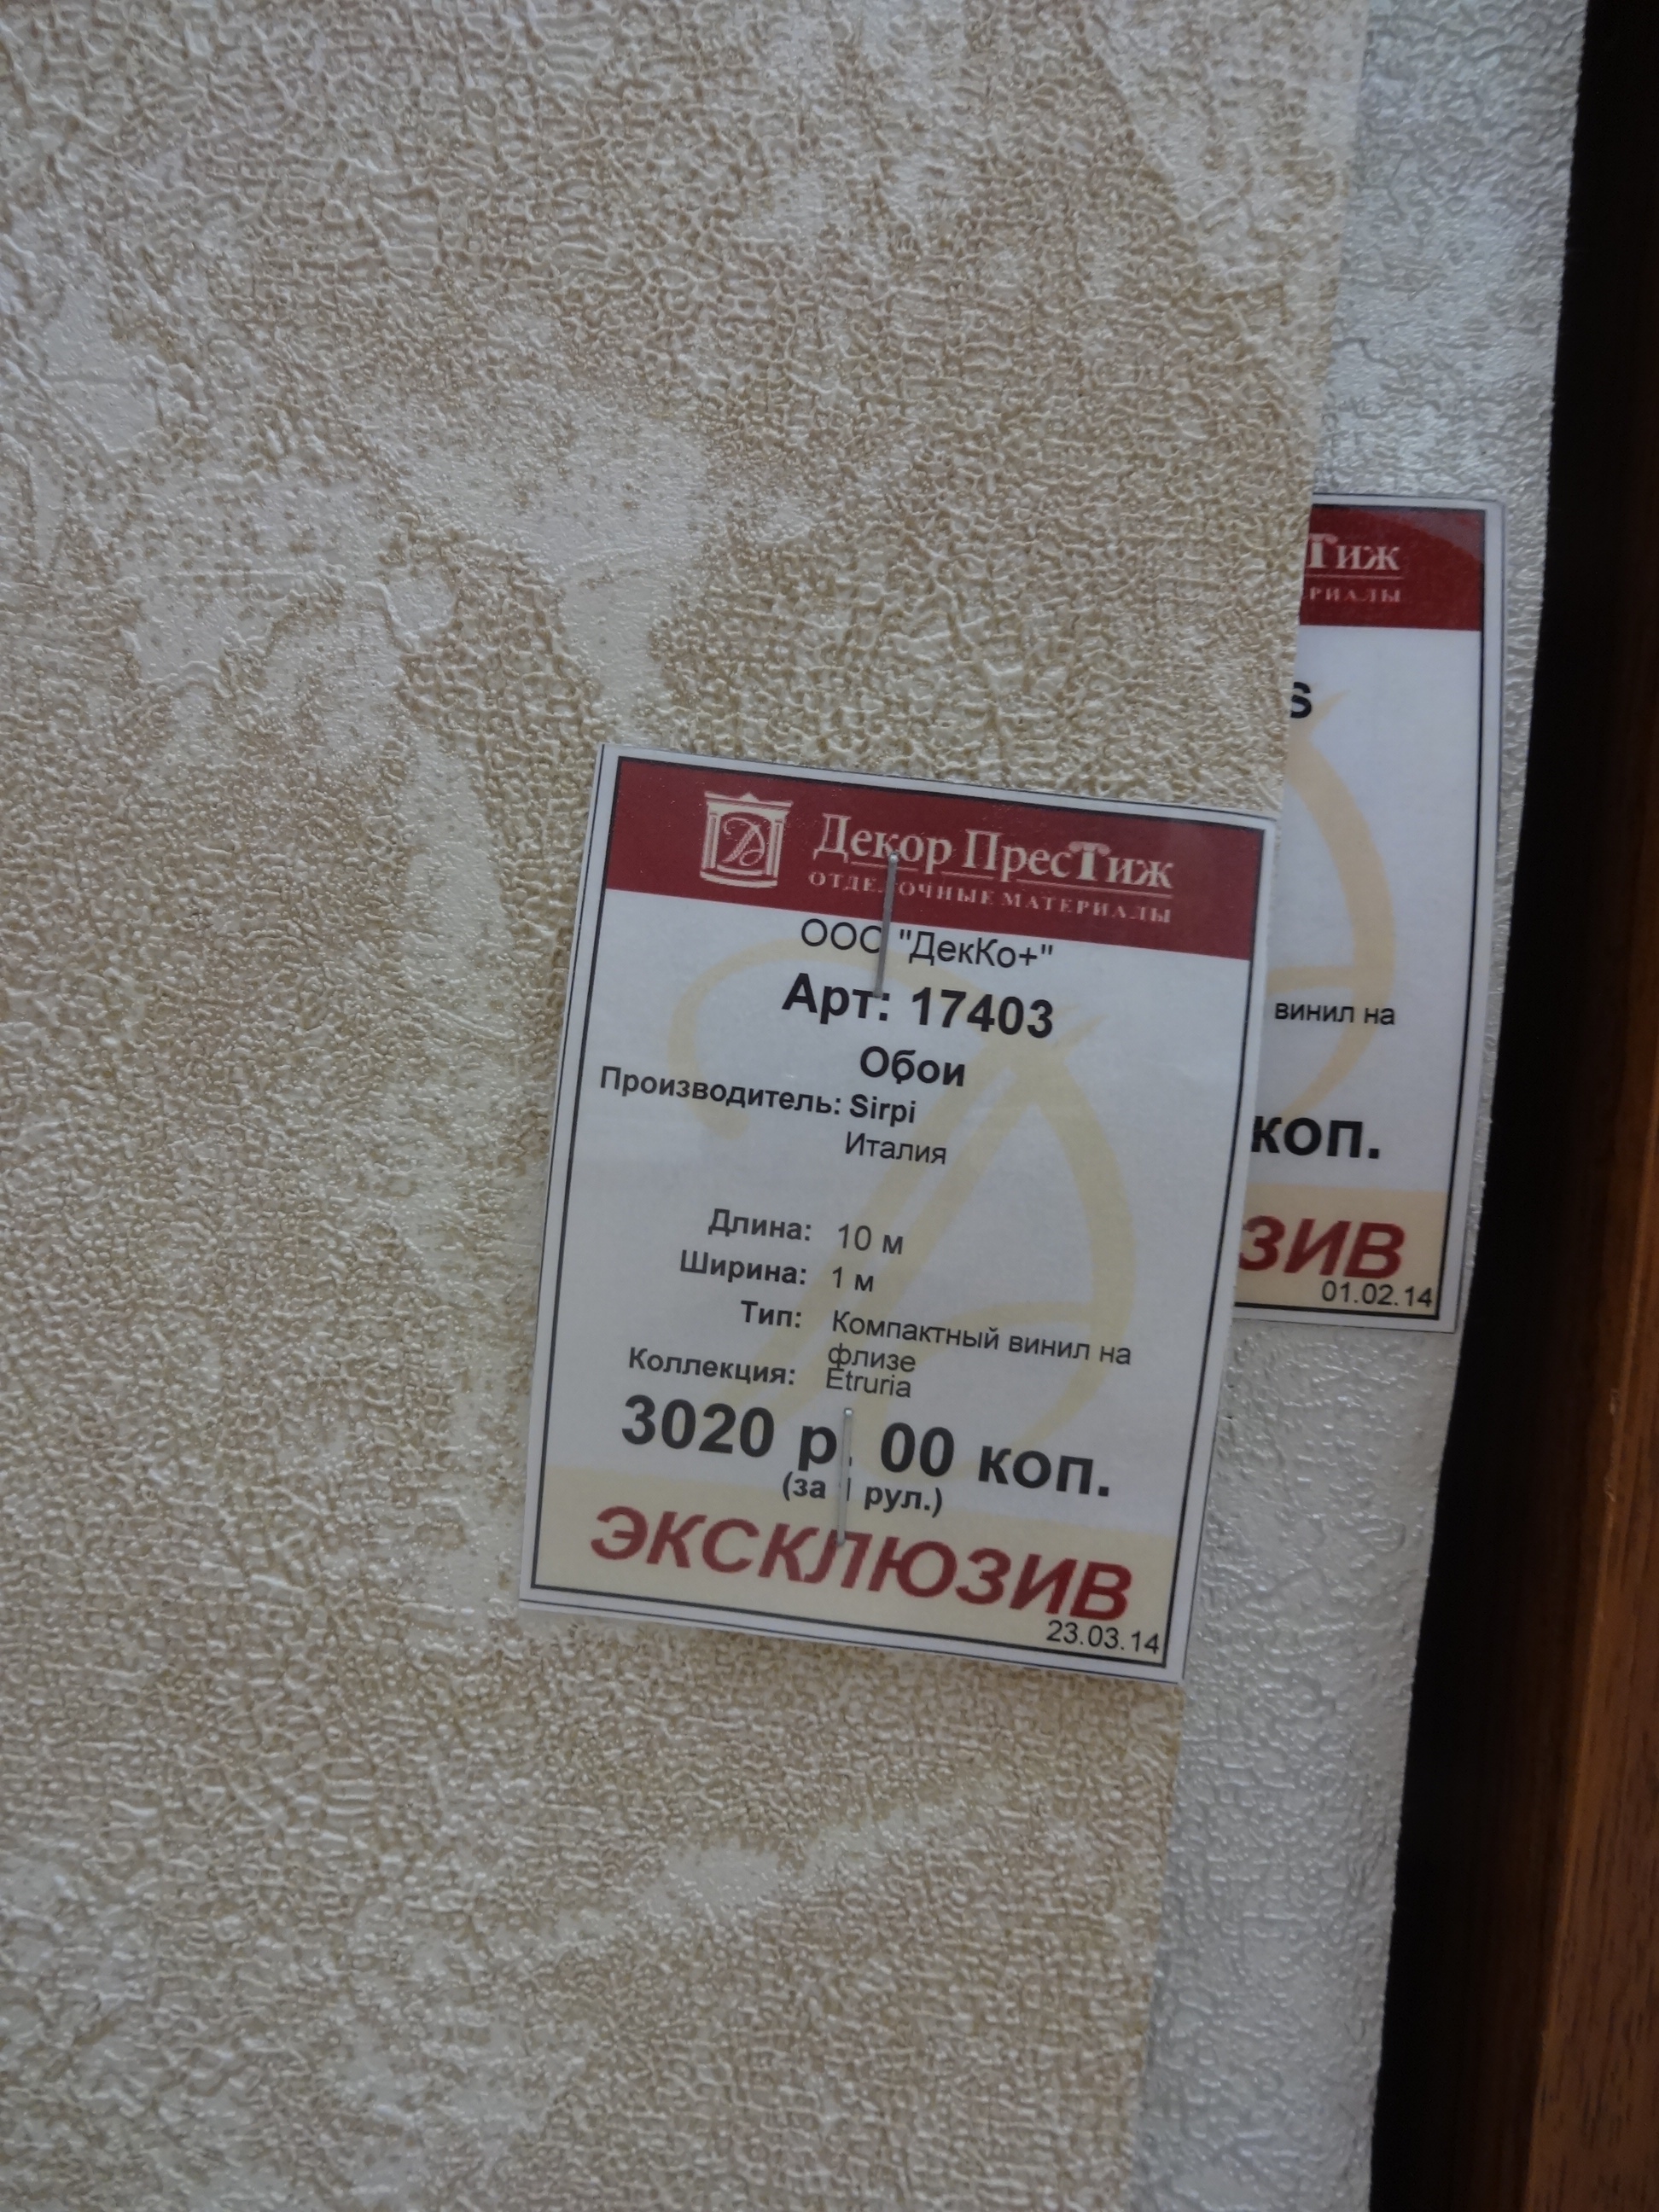 Декор ПресТиж
ОТДЕЛОЧНЫЕ МАТЕРИАЛЫ
ООО "ДекКо+"
Арт: 17403
Обои
Производитель: Sirpi
Италия
Длина: 10 м
Ширина: 1 м
Тип: Компактный винил на
флизе
Коллекция: Etruria
3020 р. 00 коп.
(за 1 рул.)
ЭКСКЛЮЗИВ
23.03.14
Тиж
РИАЛЫ
s
винил на
коп.
ЗИВ
01.02.14